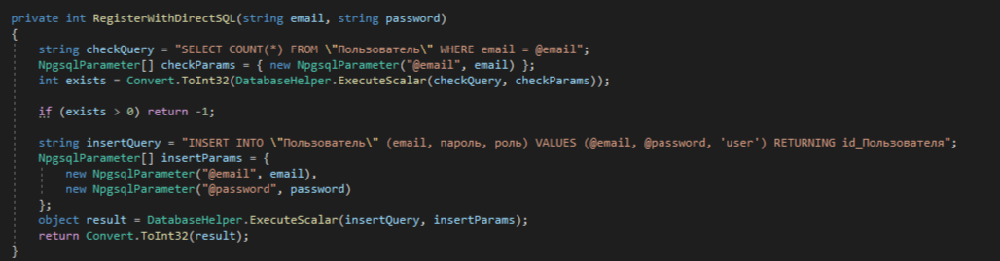 private int RegisterWithDirectSQL(string email, string password)
{
    string checkQuery = "SELECT COUNT(*) FROM \"Пользователь\" WHERE email = @email";
    NpgsqlParameter[] checkParams = { new NpgsqlParameter("@email", email) };
    int exists = Convert.ToInt32(DatabaseHelper.ExecuteScalar(checkQuery, checkParams));
    if (exists > 0) return -1;
    string insertQuery = "INSERT INTO \"Пользователь\" (email, пароль, роль) VALUES (@email, @password, 'user') RETURNING id_Пользователя";
    NpgsqlParameter[] insertParams = {
        new NpgsqlParameter("@email", email),
        new NpgsqlParameter("@password", password)
    };
    object result = DatabaseHelper.ExecuteScalar(insertQuery, insertParams);
    return Convert.ToInt32(result);
}